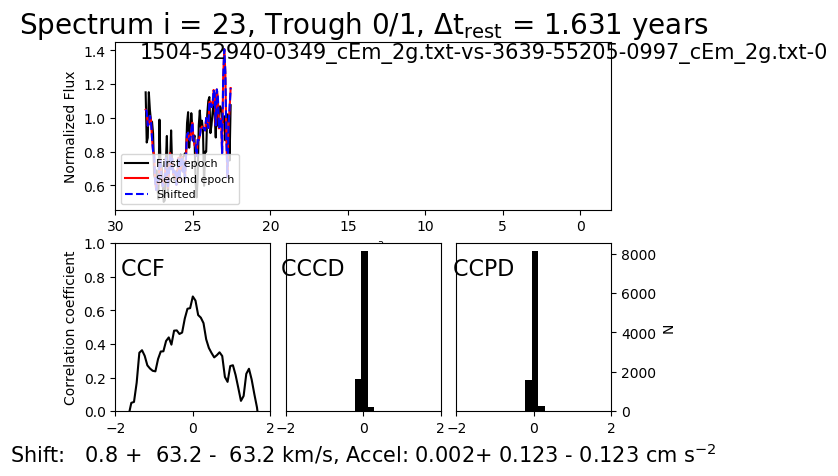 Spectrum i = 23, Trough 0/1, Δt_rest = 1.631 years
1504-52940-0349_cEm_2g.txt-vs-3639-55205-0997_cEm_2g.txt-0
Normalized Flux
1.4
1.2
1.0
0.8
0.6
First epoch
Second epoch
Shifted
30 25 20 15 10 5 0
Correlation coefficient
1.0
0.8
0.6
0.4
0.2
0.0
CCF
CCCD
CCPD
8000
6000
4000
2000
0
N
−2 0 2
−2 0 2
−2 0 2
Shift: 0.8 + 63.2 - 63.2 km/s, Accel: 0.002+ 0.123 - 0.123 cm s⁻²